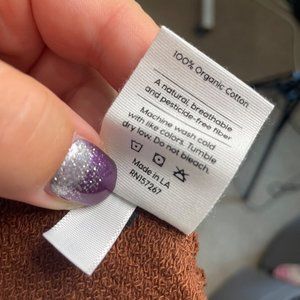 100% Organic Cotton
A natural, breathable
and pesticide-free fiber
Machine wash cold
with like colors. Tumble
dry low. Do not bleach.
Made in LA
RN157267